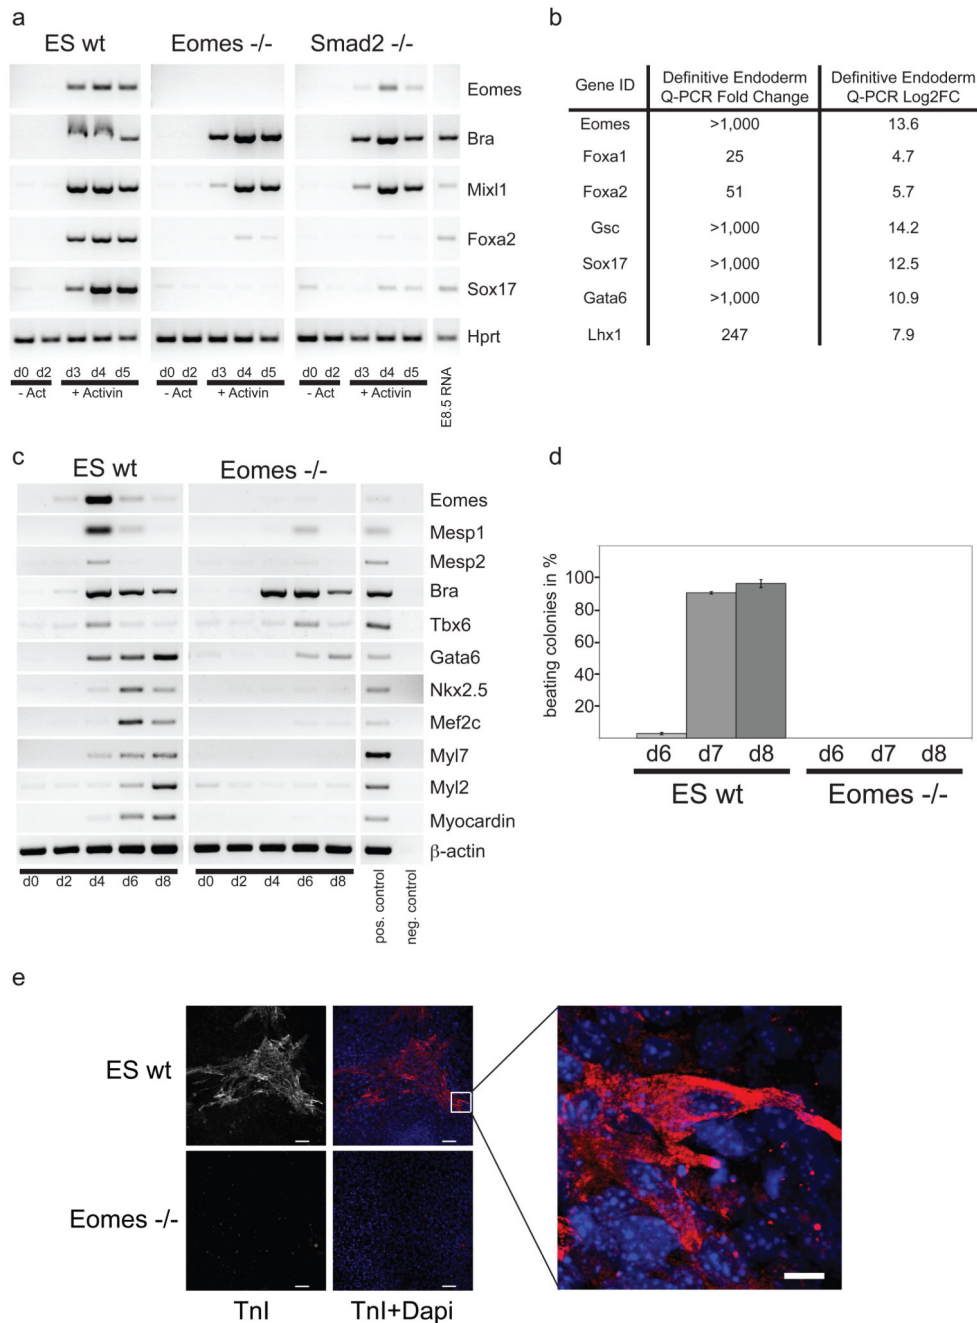 a
ES wt Eomes -/- Smad2 -/-
Eomes
Bra
Mixl1
Foxa2
Sox17
Hprt
d0 d2 d3 d4 d5 d0 d2 d3 d4 d5 d0 d2 d3 d4 d5
- Act + Activin - Act + Activin - Act + Activin
E8.5 RNA
b
Gene ID Definitive Endoderm Q-PCR Fold Change Definitive Endoderm Q-PCR Log2FC
Eomes >1,000 13.6
Foxa1 25 4.7
Foxa2 51 5.7
Gsc >1,000 14.2
Sox17 >1,000 12.5
Gata6 >1,000 10.9
Lhx1 247 7.9
c
ES wt Eomes -/-
Eomes
Mesp1
Mesp2
Bra
Tbx6
Gata6
Nkx2.5
Mef2c
Myl7
Myl2
Myocardin
β-actin
d0 d2 d4 d6 d8 d0 d2 d4 d6 d8
pos. control
neg. control
d
beating colonies in %
100
80
60
40
20
d6 d7 d8 d6 d7 d8
ES wt Eomes -/-
e
ES wt
Eomes -/-
TnI TnI+Dapi